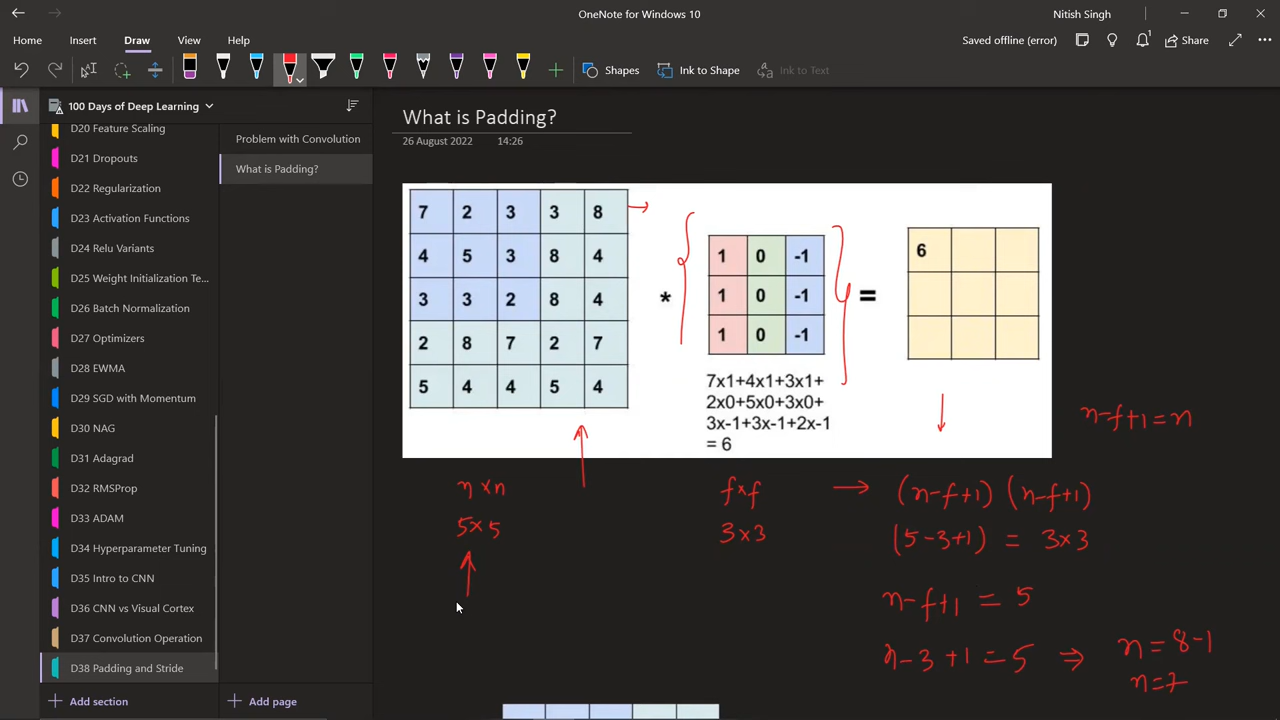 OneNote for Windows 10
Nitish Singh
Home
Insert
Draw
View
Help
Saved offline (error)
Share
Shapes
Ink to Shape
Ink to Text
100 Days of Deep Learning
D20 Feature Scaling
D21 Dropouts
D22 Regularization
D23 Activation Functions
D24 Relu Variants
D25 Weight Initialization Te...
D26 Batch Normalization
D27 Optimizers
D28 EWMA
D29 SGD with Momentum
D30 NAG
D31 Adagrad
D32 RMSProp
D33 ADAM
D34 Hyperparameter Tuning
D35 Intro to CNN
D36 CNN vs Visual Cortex
D37 Convolution Operation
D38 Padding and Stride
Add section
Problem with Convolution
What is Padding?
Add page
What is Padding?
26 August 2022 14:26
7 2 3 3 8
4 5 3 8 4
3 3 2 8 4
2 8 7 2 7
5 4 4 5 4
*
1 0 -1
1 0 -1
1 0 -1
=
6
7x1+4x1+3x1+
2x0+5x0+3x0+
3x-1+3x-1+2x-1
= 6
n-f+1=n
n×n
5×5
f×f
3×3
→ (n-f+1) (n-f+1)
(5-3+1) = 3×3
n-f+1 = 5
n-3+1=5 ⇒ n=8-1
n=7